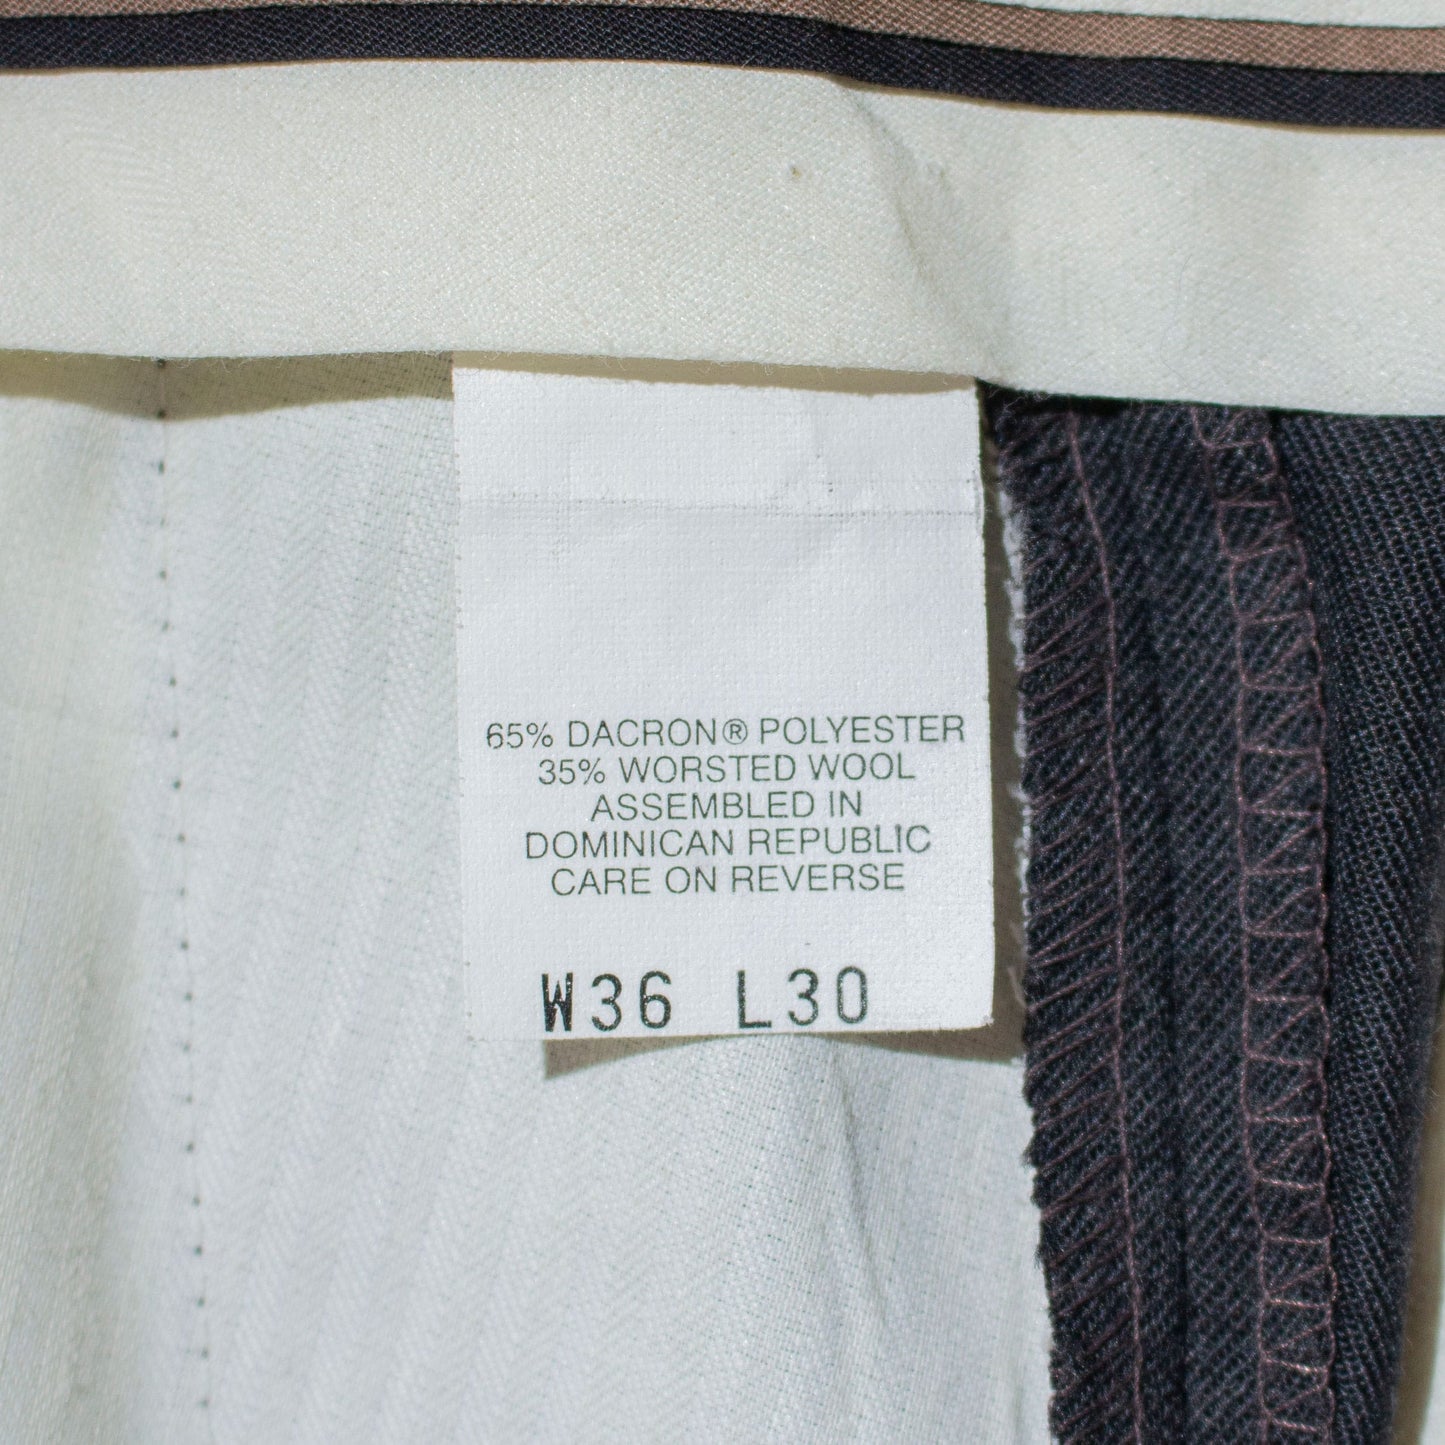 65% DACRON® POLYESTER
35% WORSTED WOOL
ASSEMBLED IN
DOMINICAN REPUBLIC
CARE ON REVERSE
W36 L30